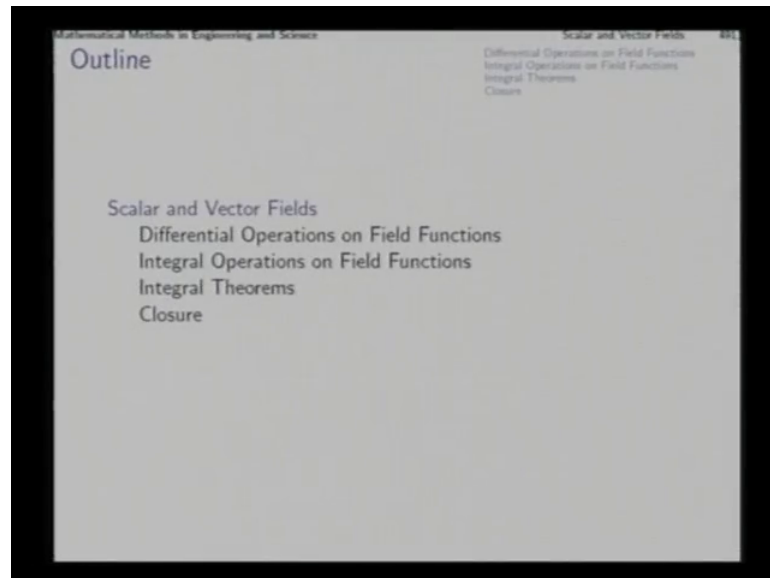 Mathematical Methods in Engineering and Science
Scalar and Vector Fields
Outline
Differential Operations on Field Functions
Integral Operations on Field Functions
Integral Theorems
Closure
Scalar and Vector Fields
Differential Operations on Field Functions
Integral Operations on Field Functions
Integral Theorems
Closure